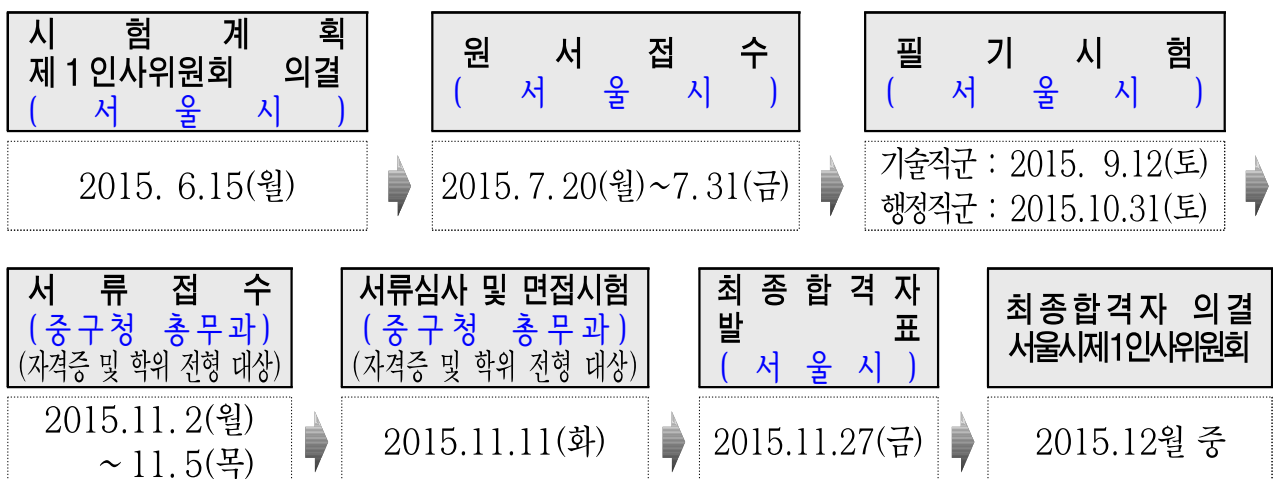 시 험 계 획
제 1 인사위원회 의결
( 서 울 시 )
2015. 6.15(월)
원 서 접 수
( 서 울 시 )
2015. 7. 20(월)~7. 31(금)
필 기 시 험
( 서 울 시 )
기술직군 : 2015. 9.12(토)
행정직군 : 2015.10.31(토)
서 류 접 수
( 중 구 청 총 무 과 )
(자격증 및 학위 전형 대상)
2015.11. 2(월)
~ 11. 5(목)
서류심사 및 면접시험
( 중 구 청 총 무 과 )
(자격증 및 학위 전형 대상)
2015.11.11(화)
최 종 합 격 자
발 표
( 서 울 시 )
2015.11.27(금)
최 종 합 격 자 의 결
서울시제1인사위원회
2015.12월 중